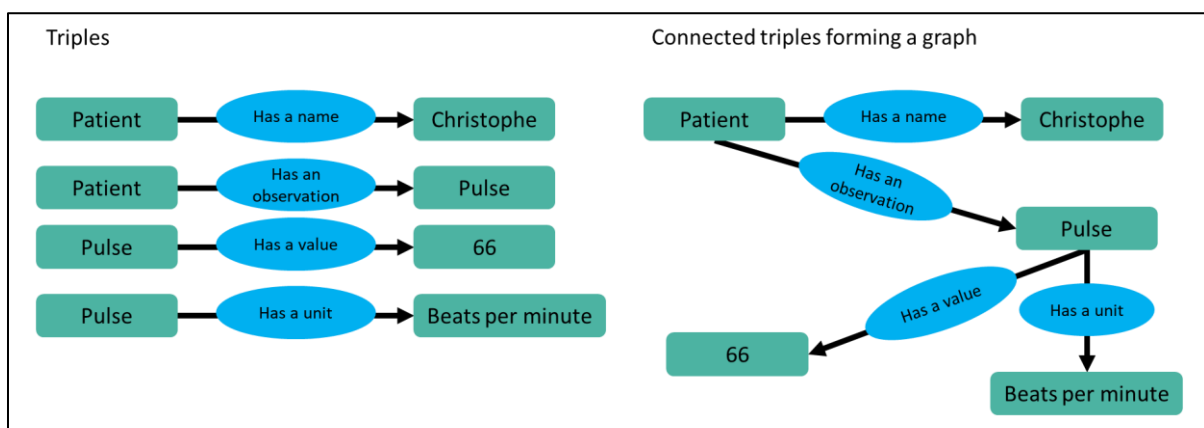 Triples
Patient Has a name Christophe
Patient Has an
observation Pulse
Pulse Has a value 66
Pulse Has a unit Beats per minute
Connected triples forming a graph
Patient Has a name Christophe
Has an
observation
Pulse
Has a value
Has a unit
66
Beats per minute